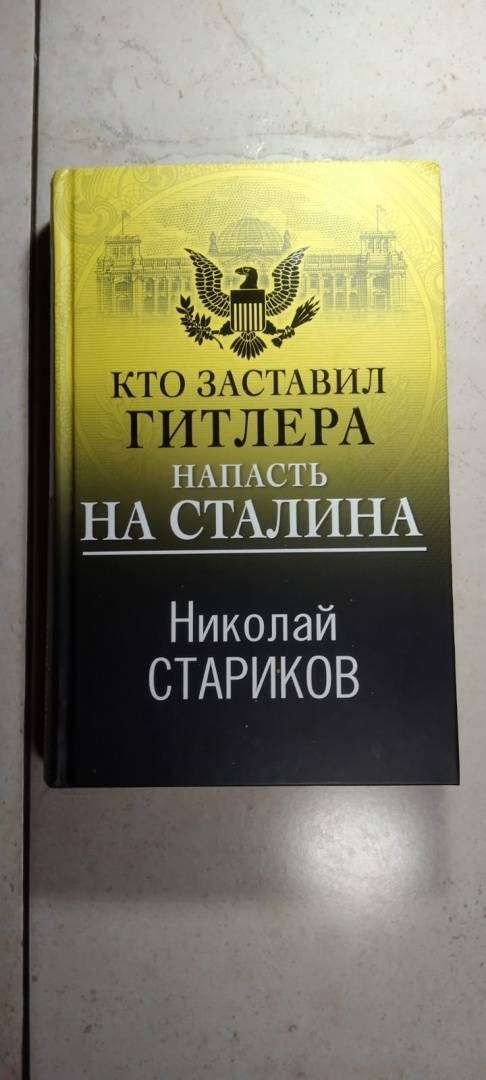 КТО ЗАСТАВИЛ
ГИТЛЕРА
НАПАСТЬ
НА СТАЛИНА
Николай
СТАРИКОВ